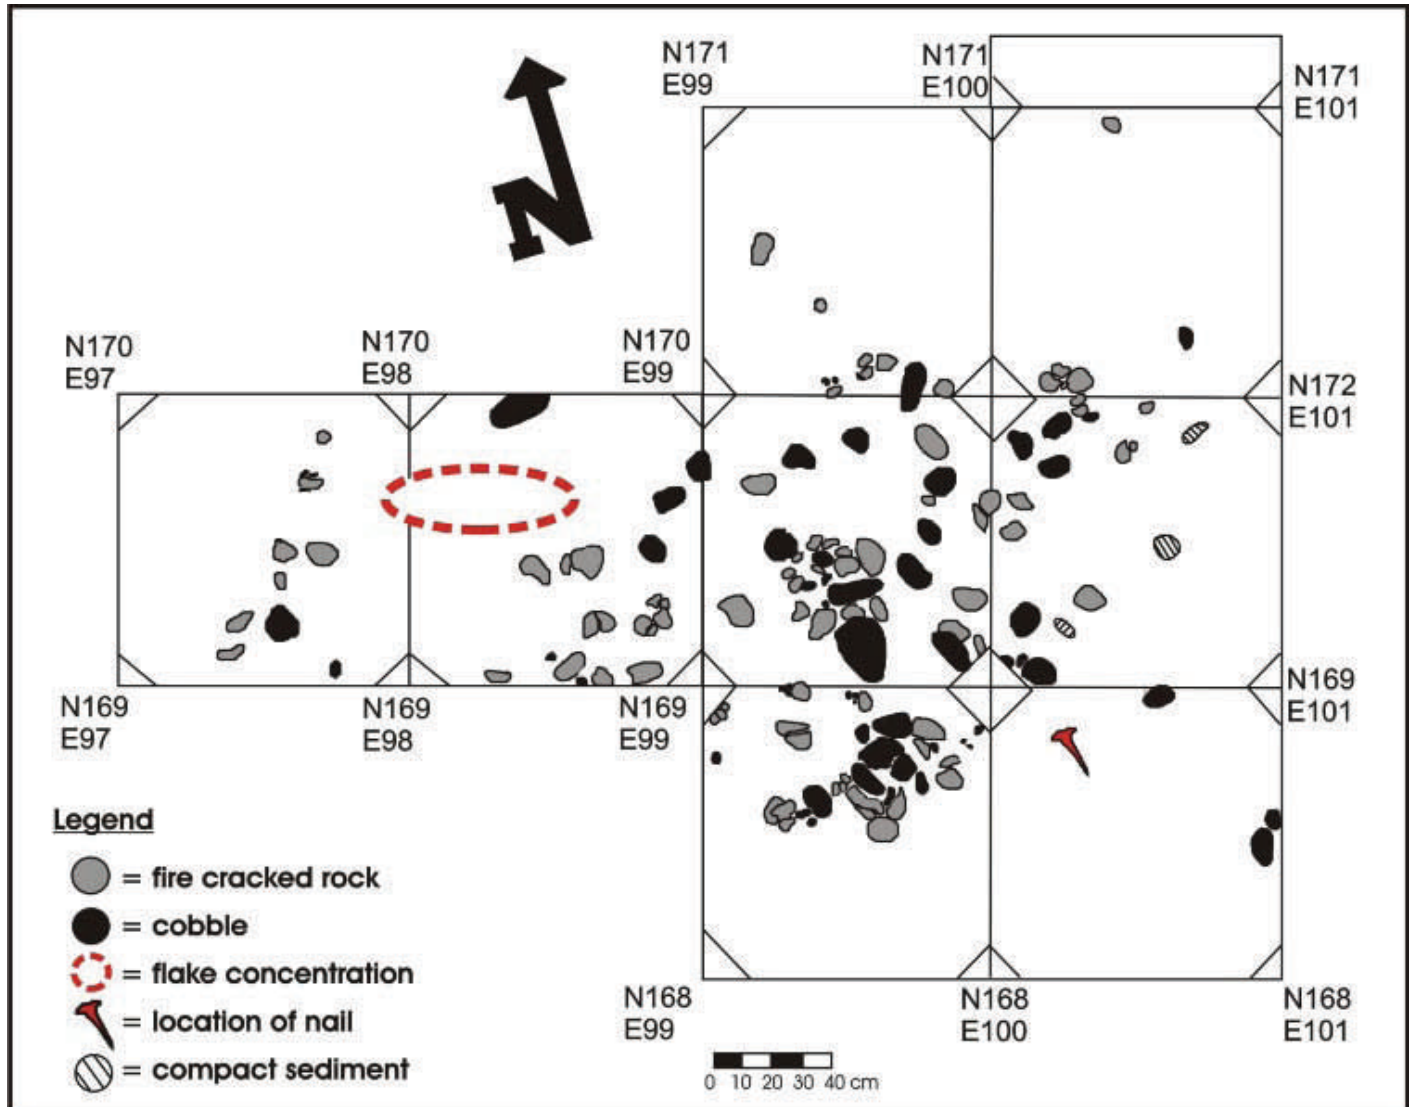 N171
E99
N171
E100
N171
E101
N
N170
E97
N170
E98
N170
E99
N172
E101
N169
E97
N169
E98
N169
E99
N169
E101
Legend
= fire cracked rock
= cobble
= flake concentration
= location of nail
= compact sediment
N168
E99
N168
E100
N168
E101
0 10 20 30 40 cm